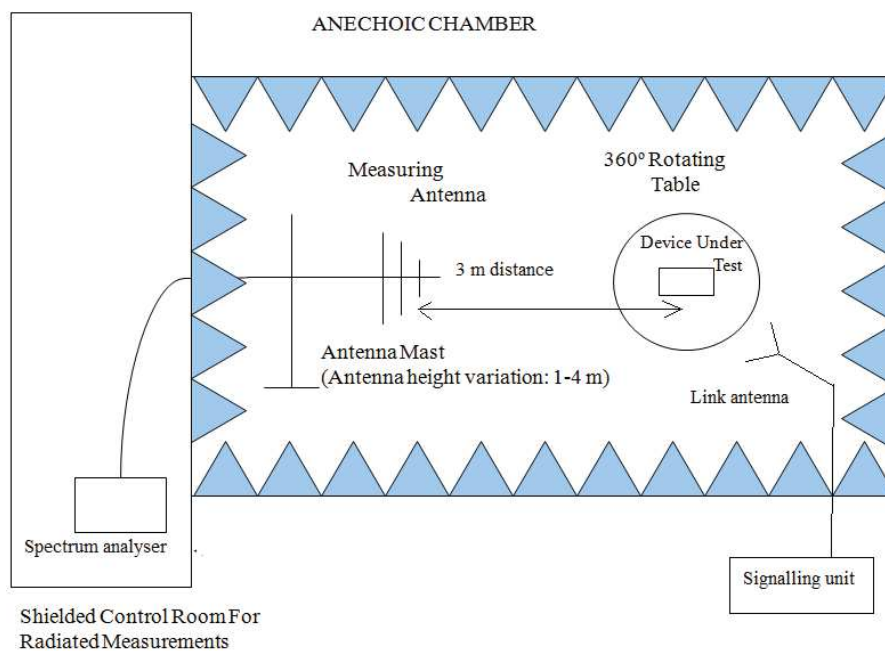 ANECHOIC CHAMBER
Measuring
Antenna
360º Rotating
Table
Device Under
Test
3 m distance
Antenna Mast
(Antenna height variation: 1-4 m)
Link antenna
Spectrum analyser
Signalling unit
Shielded Control Room For
Radiated Measurements